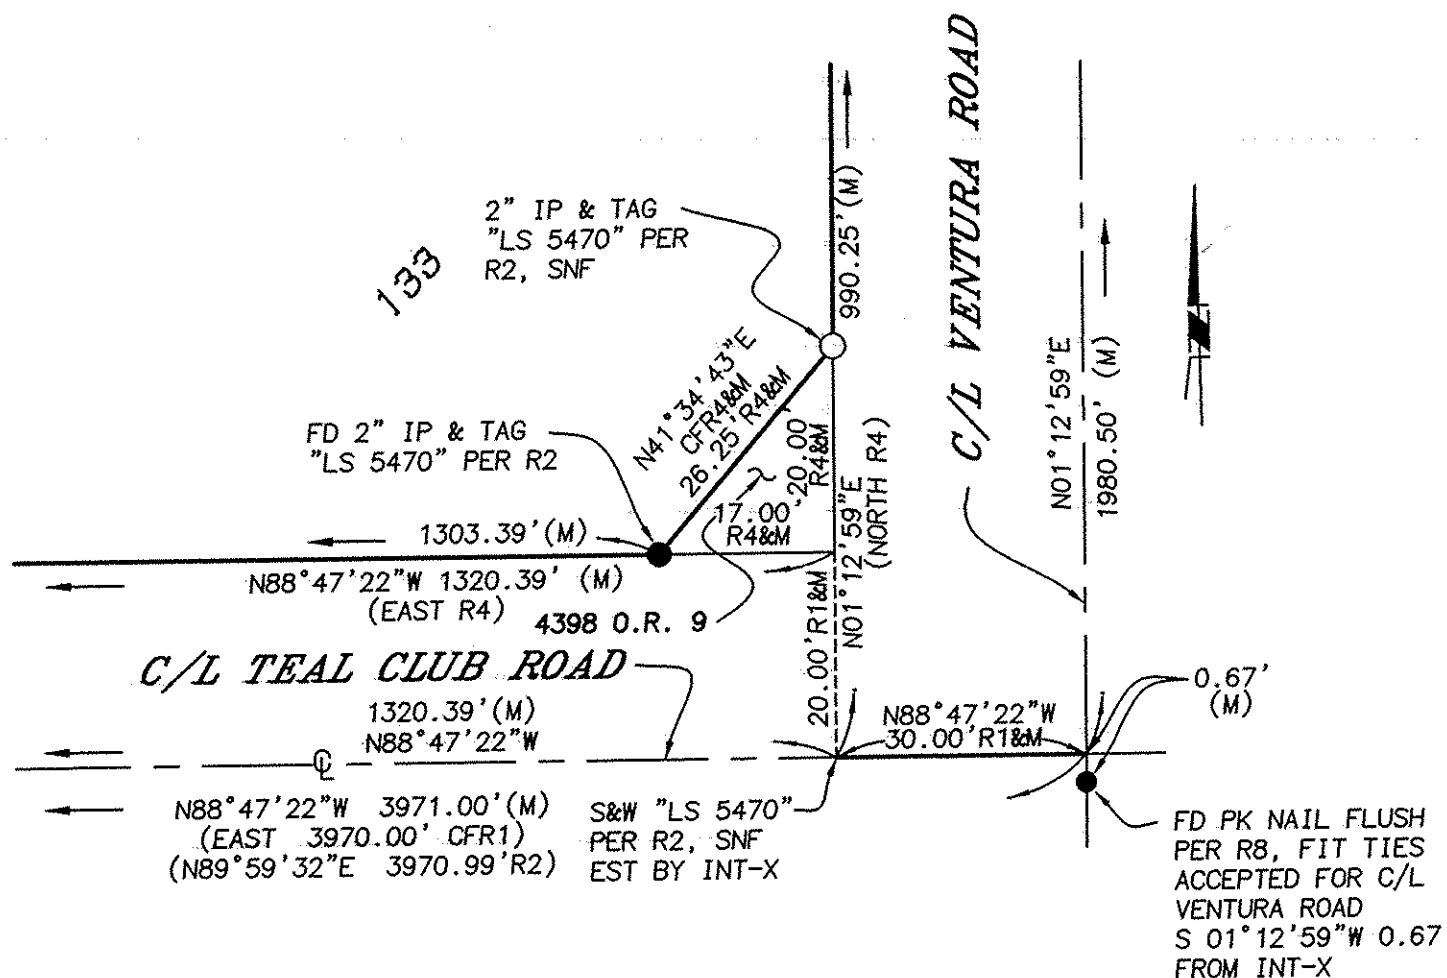 C/L VENTURA ROAD
2" IP & TAG
"LS 5470" PER
R2, SNF
133
990.25'(M)
N41°34'43"E
CFR4&M
26.25'R4&M
20.00'
R4&M
N01°12'59"E
1980.50' (M)
FD 2" IP & TAG
"LS 5470" PER R2
17.00'
R4&M
1303.39'(M)
N01°12'59"E
(NORTH R4)
N88°47'22"W 1320.39' (M)
(EAST R4)
4398 O.R. 9
20.00'R1&M
C/L TEAL CLUB ROAD
1320.39'(M)
N88°47'22"W
0.67'
(M)
N88°47'22"W
30.00'R1&M
CL
N88°47'22"W 3971.00'(M)
(EAST 3970.00' CFR1)
(N89°59'32"E 3970.99'R2)
S&W "LS 5470"
PER R2, SNF
EST BY INT-X
FD PK NAIL FLUSH
PER R8, FIT TIES
ACCEPTED FOR C/L
VENTURA ROAD
S 01°12'59"W 0.67
FROM INT-X